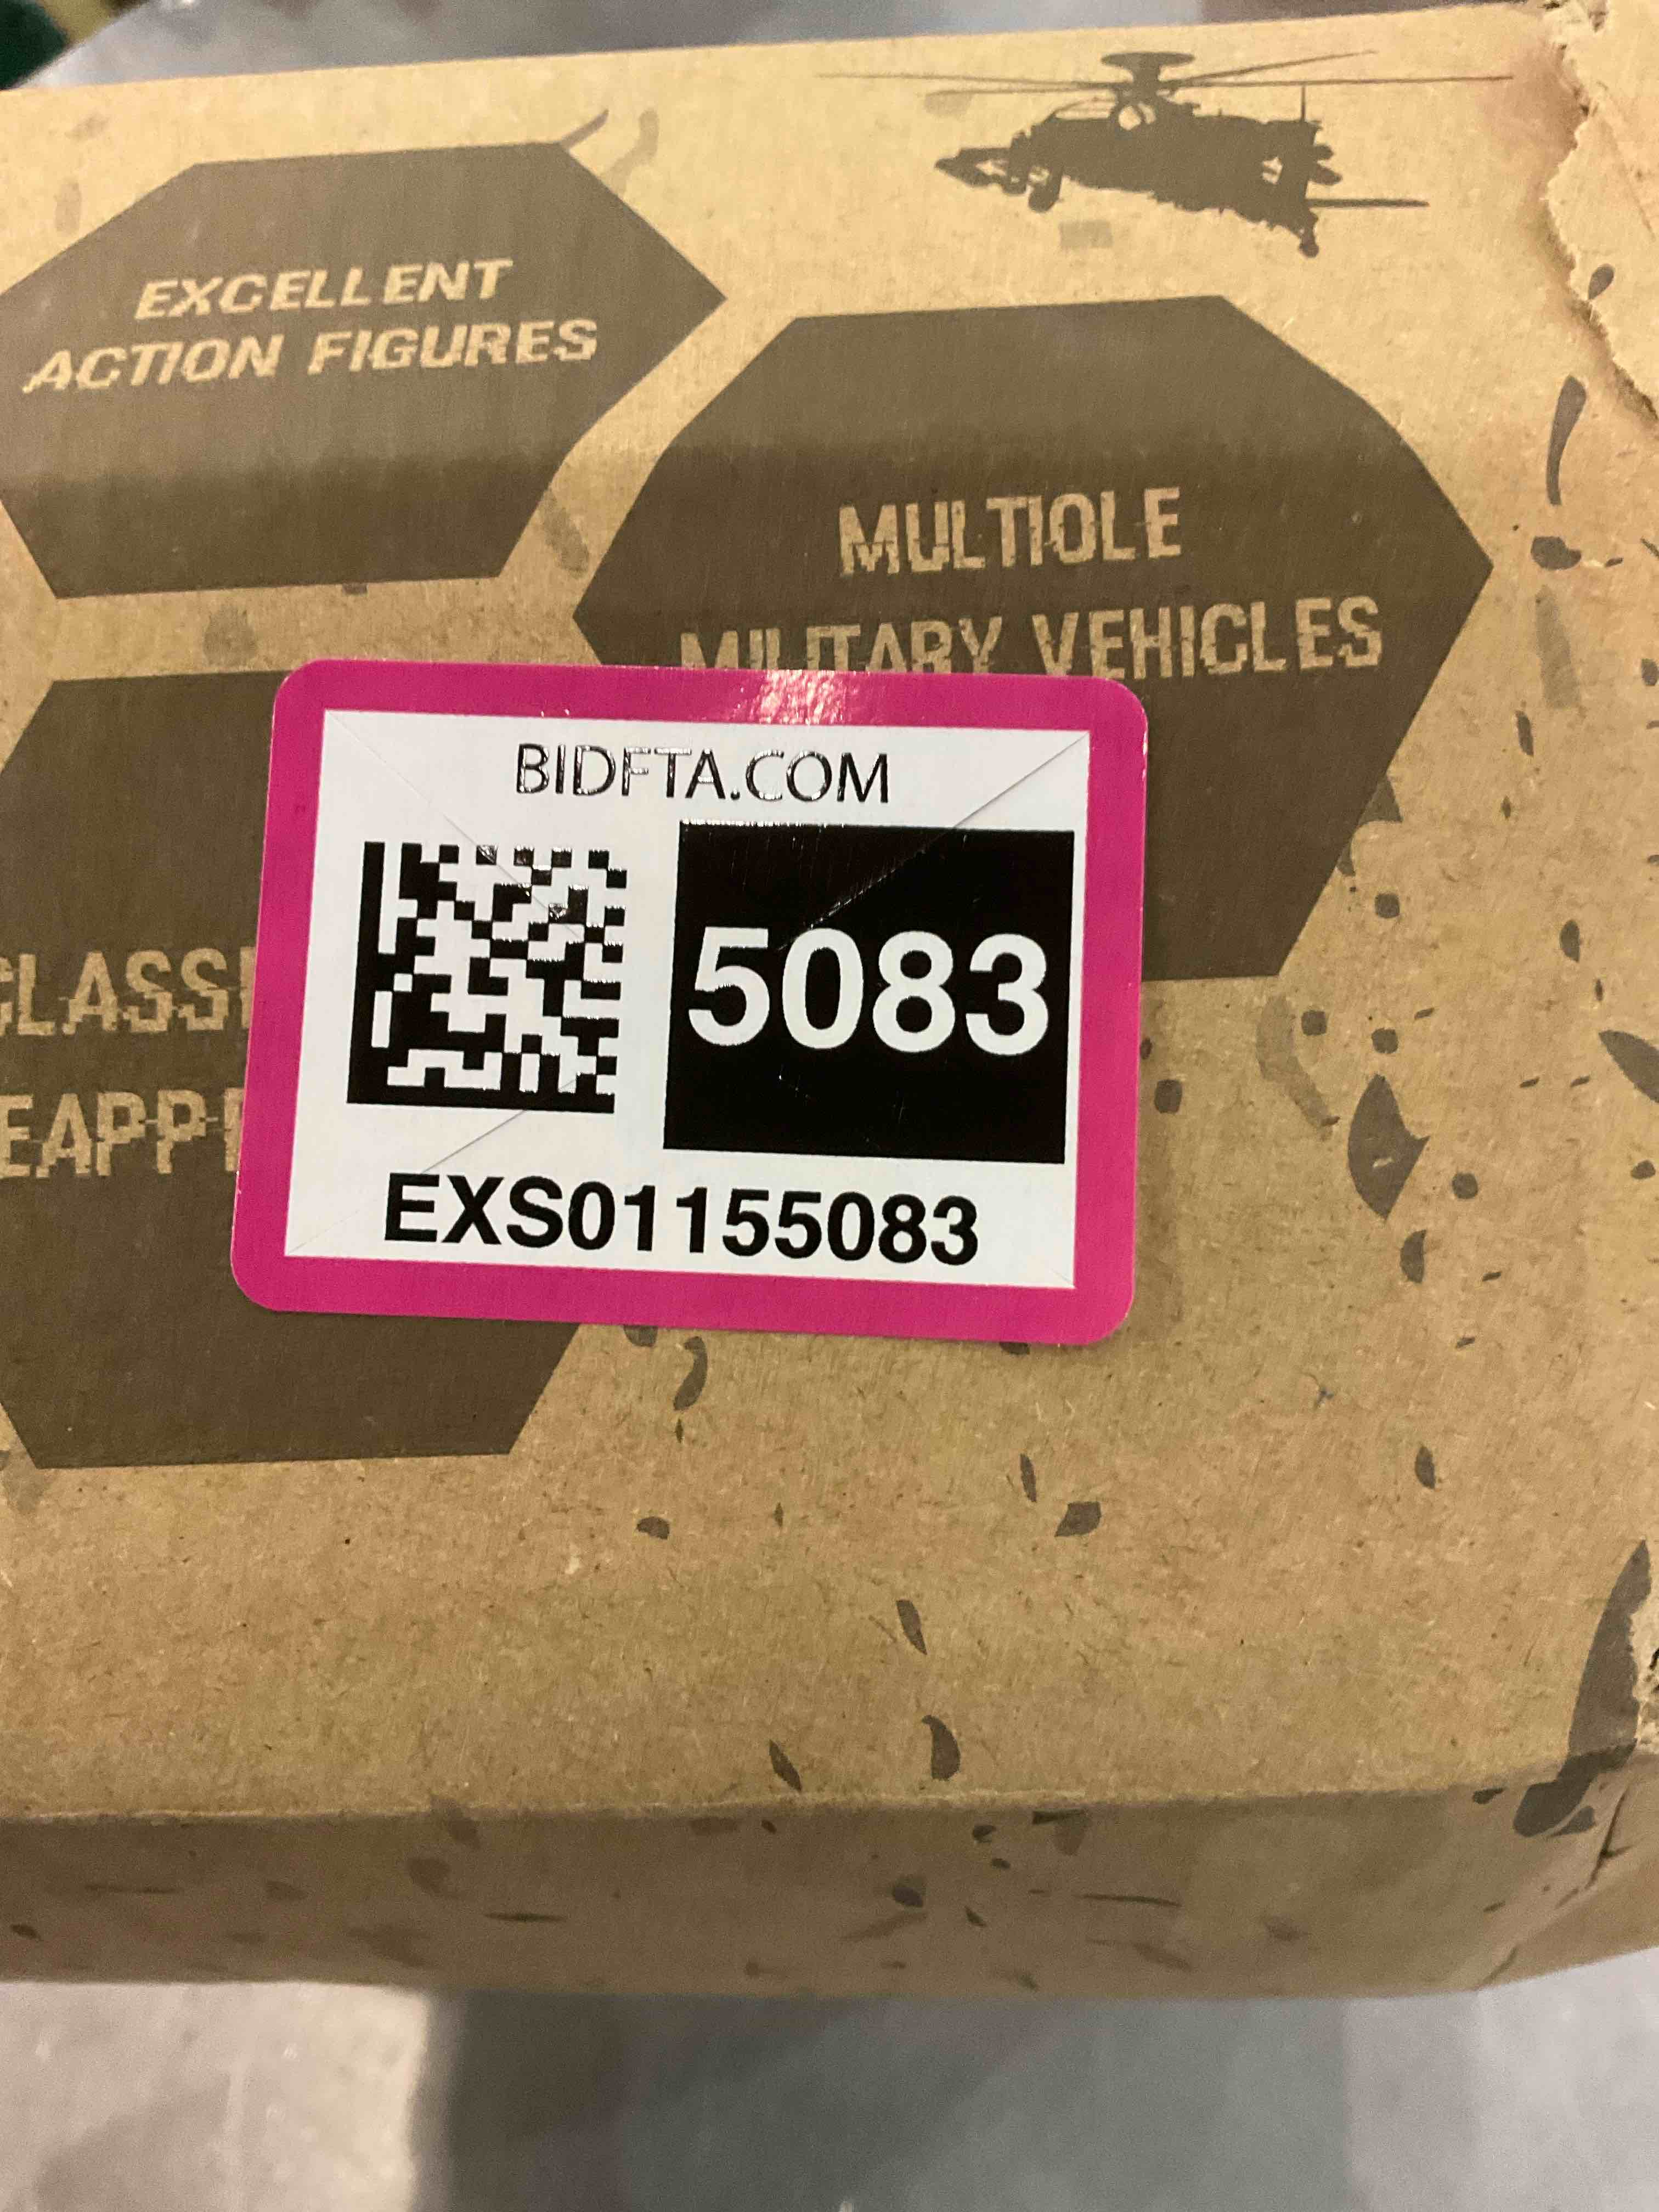 EXCELLENT
ACTION FIGURES
MULTIOLE
MILITARY VEHICLES
BIDFTA.COM
5083
EXS01155083